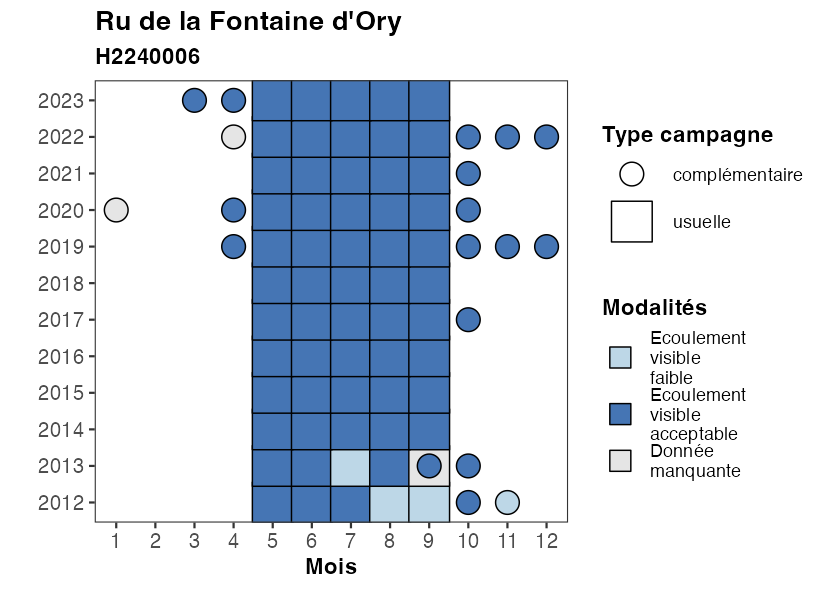 Ru de la Fontaine d'Ory
H2240006
2023
2022
2021
2020
2019
2018
2017
2016
2015
2014
2013
2012
1 2 3 4 5 6 7 8 9 10 11 12
Mois
Type campagne
complémentaire
usuelle
Modalités
Ecoulement
visible
faible
Ecoulement
visible
acceptable
Donnée
manquante